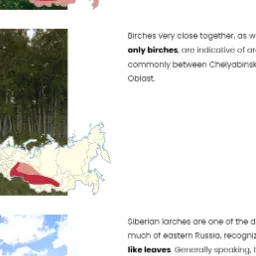 Birches very close together, as w
only birches, are indicative of ar
commonly between Chelyabinsk
Oblast.
Siberian larches are one of the d
much of eastern Russia, recogniz
like leaves. Generally speaking, t